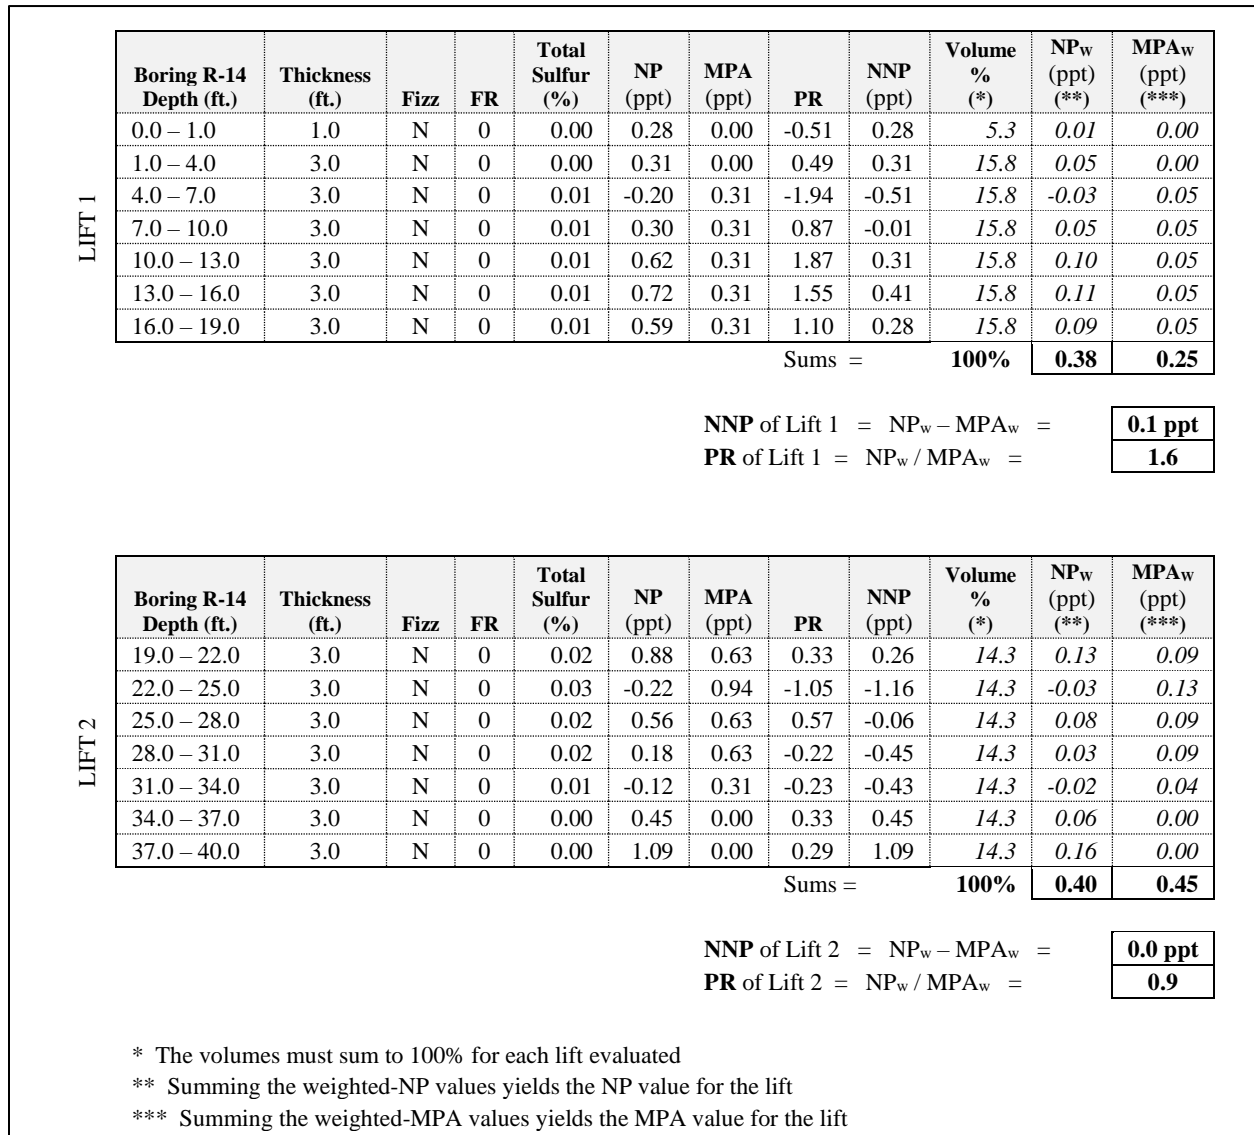 Boring R-14 Depth (ft.) Thickness (ft.) Fizz FR Total Sulfur (%) NP (ppt) MPA (ppt) PR NNP (ppt) Volume % (*) NPw (ppt) (**) MPAw (ppt) (***)
LIFT 1
0.0 – 1.0 1.0 N 0 0.00 0.28 0.00 -0.51 0.28 5.3 0.01 0.00
1.0 – 4.0 3.0 N 0 0.00 0.31 0.00 0.49 0.31 15.8 0.05 0.00
4.0 – 7.0 3.0 N 0 0.01 -0.20 0.31 -1.94 -0.51 15.8 -0.03 0.05
7.0 – 10.0 3.0 N 0 0.01 0.30 0.31 0.87 -0.01 15.8 0.05 0.05
10.0 – 13.0 3.0 N 0 0.01 0.62 0.31 1.87 0.31 15.8 0.10 0.05
13.0 – 16.0 3.0 N 0 0.01 0.72 0.31 1.55 0.41 15.8 0.11 0.05
16.0 – 19.0 3.0 N 0 0.01 0.59 0.31 1.10 0.28 15.8 0.09 0.05
Sums = 100% 0.38 0.25
NNP of Lift 1 = NPw – MPAw = 0.1 ppt
PR of Lift 1 = NPw / MPAw = 1.6
Boring R-14 Depth (ft.) Thickness (ft.) Fizz FR Total Sulfur (%) NP (ppt) MPA (ppt) PR NNP (ppt) Volume % (*) NPw (ppt) (**) MPAw (ppt) (***)
LIFT 2
19.0 – 22.0 3.0 N 0 0.02 0.88 0.63 0.33 0.26 14.3 0.13 0.09
22.0 – 25.0 3.0 N 0 0.03 -0.22 0.94 -1.05 -1.16 14.3 -0.03 0.13
25.0 – 28.0 3.0 N 0 0.02 0.56 0.63 0.57 -0.06 14.3 0.08 0.09
28.0 – 31.0 3.0 N 0 0.02 0.18 0.63 -0.22 -0.45 14.3 0.03 0.09
31.0 – 34.0 3.0 N 0 0.01 -0.12 0.31 -0.23 -0.43 14.3 -0.02 0.04
34.0 – 37.0 3.0 N 0 0.00 0.45 0.00 0.33 0.45 14.3 0.06 0.00
37.0 – 40.0 3.0 N 0 0.00 1.09 0.00 0.29 1.09 14.3 0.16 0.00
Sums = 100% 0.40 0.45
NNP of Lift 2 = NPw – MPAw = 0.0 ppt
PR of Lift 2 = NPw / MPAw = 0.9
* The volumes must sum to 100% for each lift evaluated
** Summing the weighted-NP values yields the NP value for the lift
*** Summing the weighted-MPA values yields the MPA value for the lift